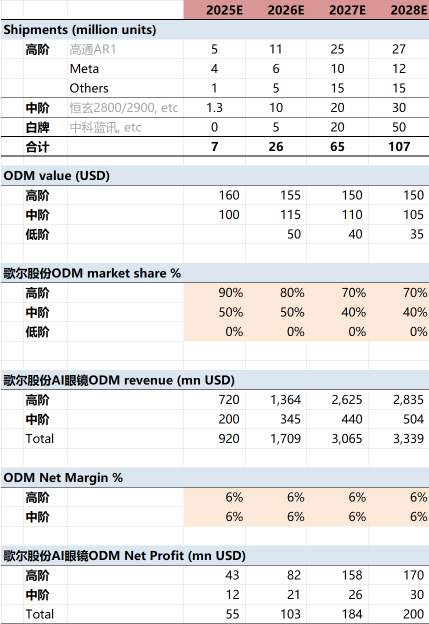 2025E 2026E 2027E 2028E
Shipments (million units)
高阶 高通AR1 5 11 25 27
Meta 4 6 10 12
Others 1 5 15 15
中阶 恒玄2800/2900, etc 1.3 10 20 30
白牌 中科蓝讯, etc 0 5 20 50
合计 7 26 65 107
ODM value (USD)
高阶 160 155 150 150
中阶 100 115 110 105
低阶 50 40 35
歌尔股份ODM market share %
高阶 90% 80% 70% 70%
中阶 50% 50% 40% 40%
低阶 0% 0% 0% 0%
歌尔股份AI眼镜ODM revenue (mn USD)
高阶 720 1,364 2,625 2,835
中阶 200 345 440 504
Total 920 1,709 3,065 3,339
ODM Net Margin %
高阶 6% 6% 6% 6%
中阶 6% 6% 6% 6%
歌尔股份AI眼镜ODM Net Profit (mn USD)
高阶 43 82 158 170
中阶 12 21 26 30
Total 55 103 184 200